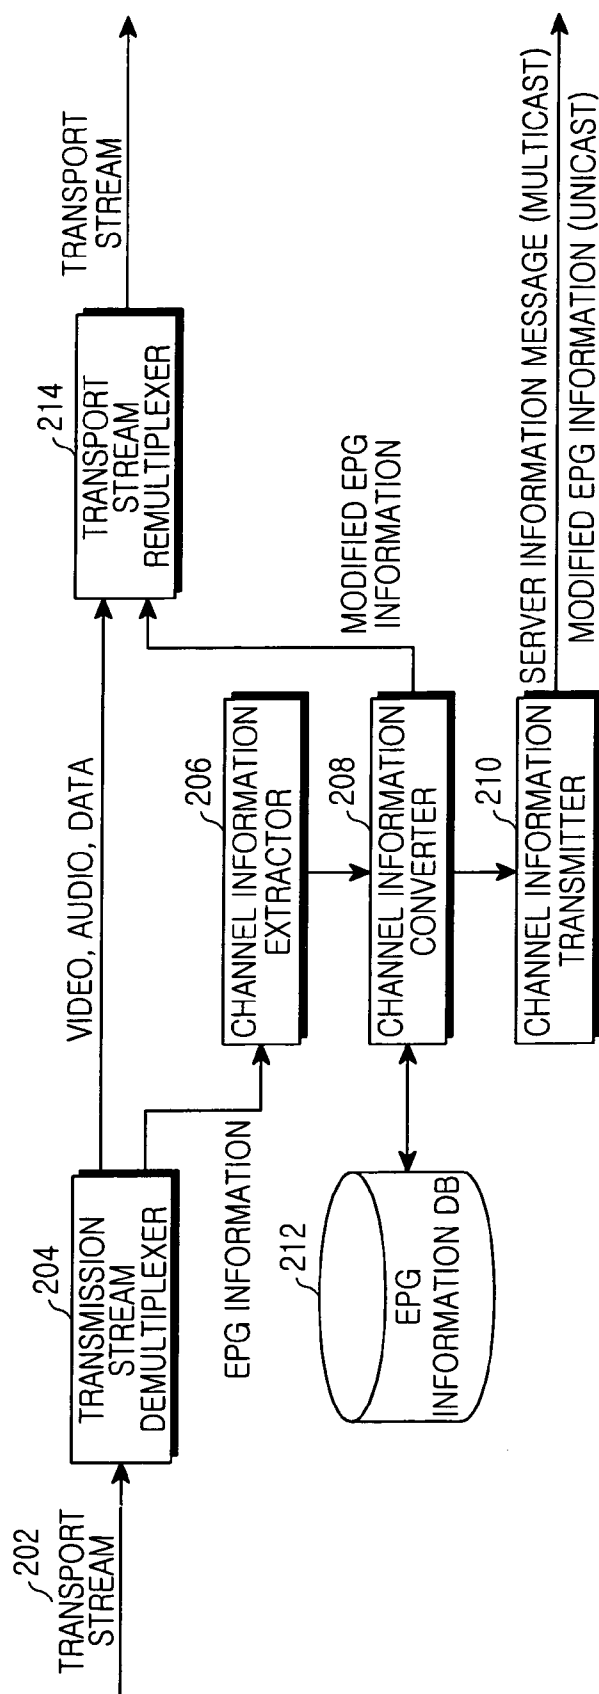 202
TRANSPORT
STREAM
204
TRANSMISSION
STREAM
DEMULTIPLEXER
VIDEO, AUDIO, DATA
214
TRANSPORT
STREAM
REMULTIPLEXER
TRANSPORT
STREAM
EPG INFORMATION
206
CHANNEL INFORMATION
EXTRACTOR
212
EPG
INFORMATION DB
208
CHANNEL INFORMATION
CONVERTER
MODIFIED EPG
INFORMATION
210
CHANNEL INFORMATION
TRANSMITTER
SERVER INFORMATION MESSAGE (MULTICAST)
MODIFIED EPG INFORMATION (UNICAST)